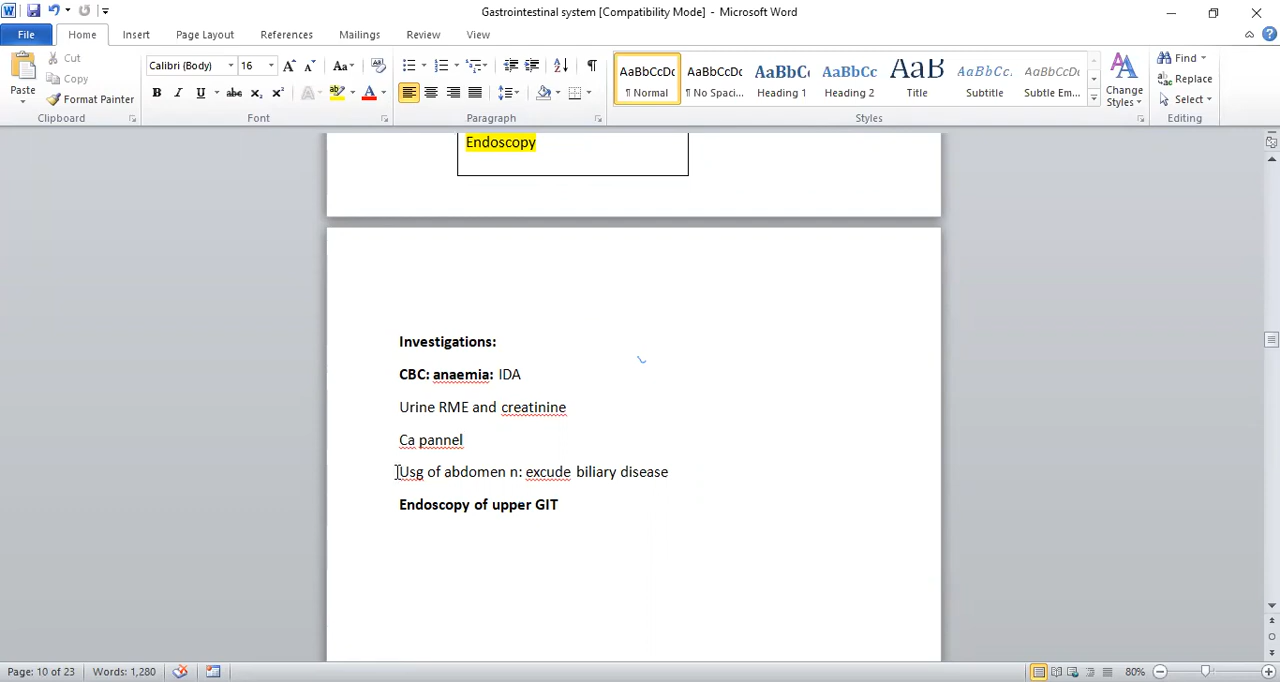 Gastrointestinal system [Compatibility Mode] - Microsoft Word
File Home Insert Page Layout References Mailings Review View
Paste
Cut
Copy
Format Painter
Clipboard
Calibri (Body) 16
Font
Paragraph
AaBbCcDc AaBbCcDc AaBbC AaBbCc AaB AaBbCc. AaBbCcDc
¶ Normal ¶ No Spaci... Heading 1 Heading 2 Title Subtitle Subtle Em...
Styles
Change Styles
Find
Replace
Select
Editing
Endoscopy
Investigations:
CBC: anaemia: IDA
Urine RME and creatinine
Ca pannel
Usg of abdomen n: excude biliary disease
Endoscopy of upper GIT
Page: 10 of 23 Words: 1,280 80%